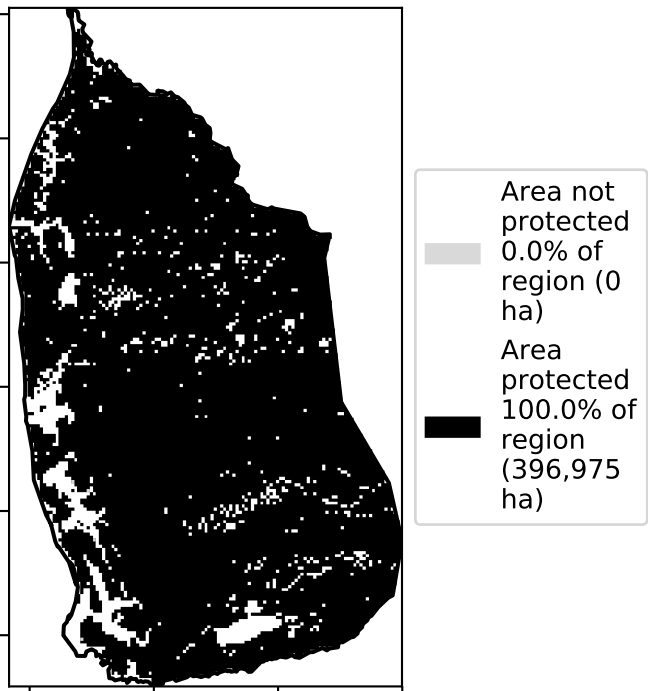 Area not
protected
0.0% of
region (0
ha)
Area
protected
100.0% of
region
(396,975
ha)